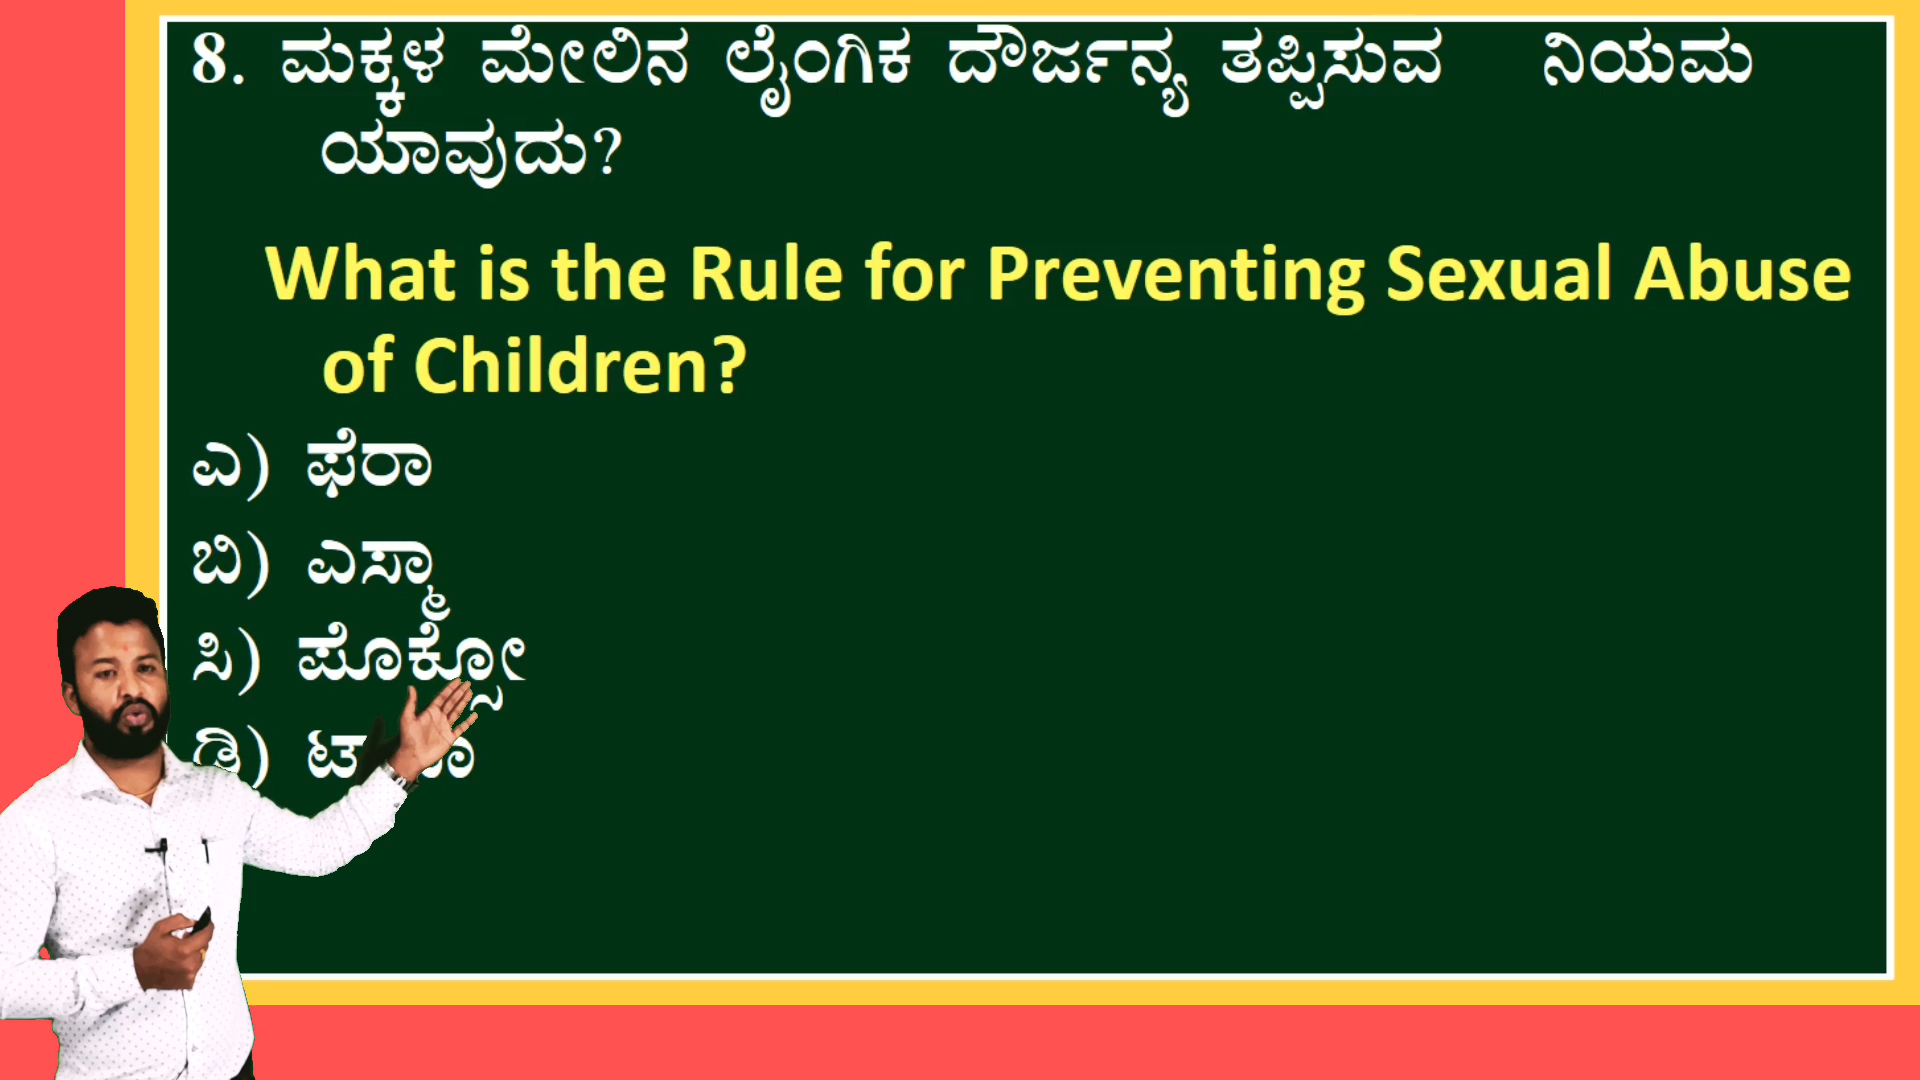 8. ಮಕ್ಕಳ ಮೇಲಿನ ಲೈಂಗಿಕ ದೌರ್ಜನ್ಯ ತಪ್ಪಿಸುವ ನಿಯಮ
ಯಾವುದು?
What is the Rule for Preventing Sexual Abuse
of Children?
ಎ) ಫೆರಾ
ಬಿ) ಎಸ್ಮಾ
ಸಿ) ಪೊಕ್ಸೋ
ಡಿ)